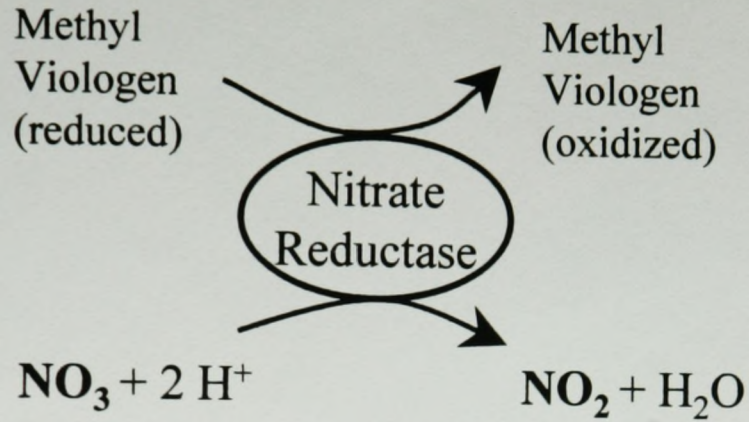 Methyl
Viologen
(reduced)
Methyl
Viologen
(oxidized)
Nitrate
Reductase
NO₃ + 2 H⁺
NO₂ + H₂O